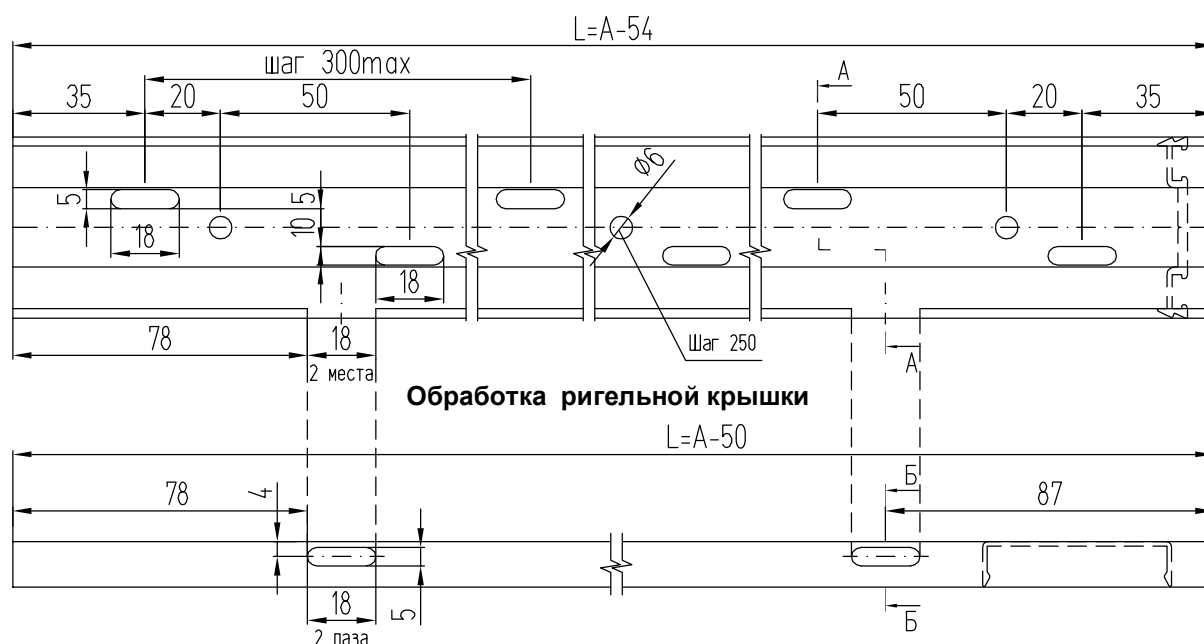 L=A-54
шаг 300max
A
35 20 50 50 20 35
Ø6
5 5
10
18
18
78 18 Шаг 250 A
2 места
Обработка ригельной крышки
L=A-50
78 4 Б 87
18 5 Б
2 паза